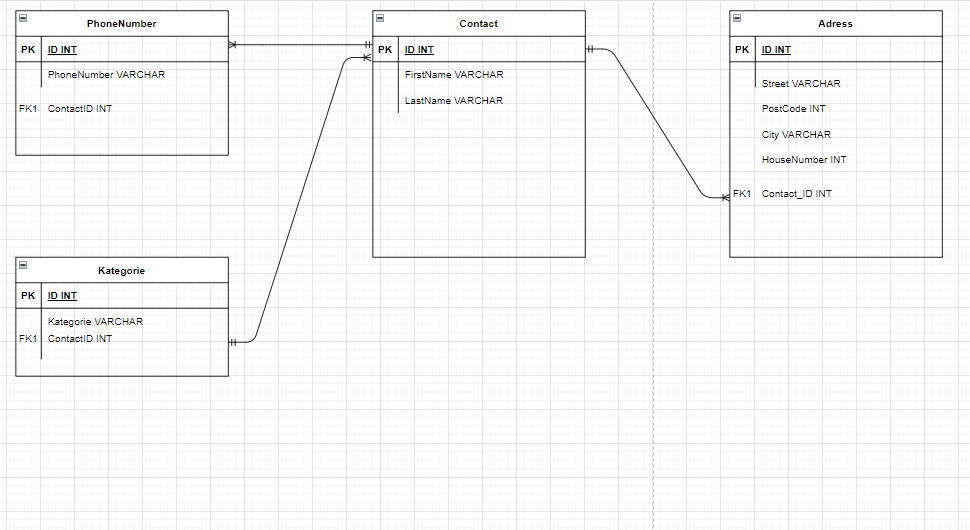 PhoneNumber
PK ID INT
PhoneNumber VARCHAR
FK1 ContactID INT
Contact
PK ID INT
FirstName VARCHAR
LastName VARCHAR
Adress
PK ID INT
Street VARCHAR
PostCode INT
City VARCHAR
HouseNumber INT
FK1 Contact_ID INT
Kategorie
PK ID INT
Kategorie VARCHAR
FK1 ContactID INT